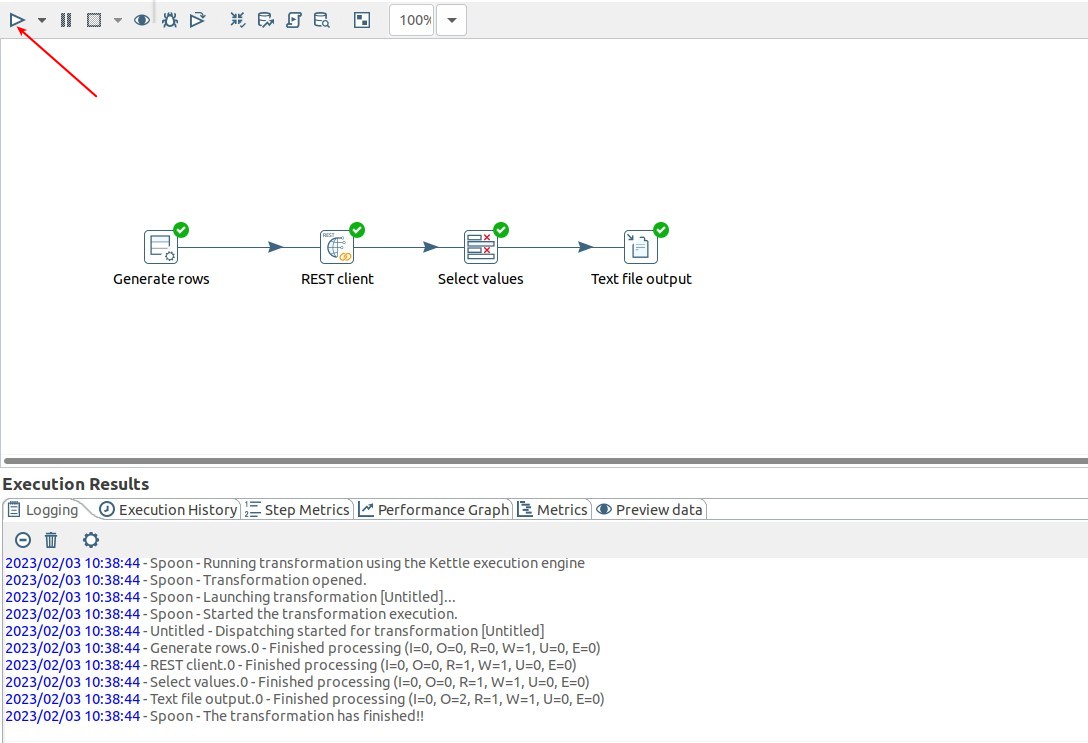 100%
REST
Generate rows
REST client
Select values
Text file output
Execution Results
Logging Execution History Step Metrics Performance Graph Metrics Preview data
2023/02/03 10:38:44 - Spoon - Running transformation using the Kettle execution engine
2023/02/03 10:38:44 - Spoon - Transformation opened.
2023/02/03 10:38:44 - Spoon - Launching transformation [Untitled]...
2023/02/03 10:38:44 - Spoon - Started the transformation execution.
2023/02/03 10:38:44 - Untitled - Dispatching started for transformation [Untitled]
2023/02/03 10:38:44 - Generate rows.0 - Finished processing (I=0, O=0, R=0, W=1, U=0, E=0)
2023/02/03 10:38:44 - REST client.0 - Finished processing (I=0, O=0, R=1, W=1, U=0, E=0)
2023/02/03 10:38:44 - Select values.0 - Finished processing (I=0, O=0, R=1, W=1, U=0, E=0)
2023/02/03 10:38:44 - Text file output.0 - Finished processing (I=0, O=2, R=1, W=1, U=0, E=0)
2023/02/03 10:38:44 - Spoon - The transformation has finished!!